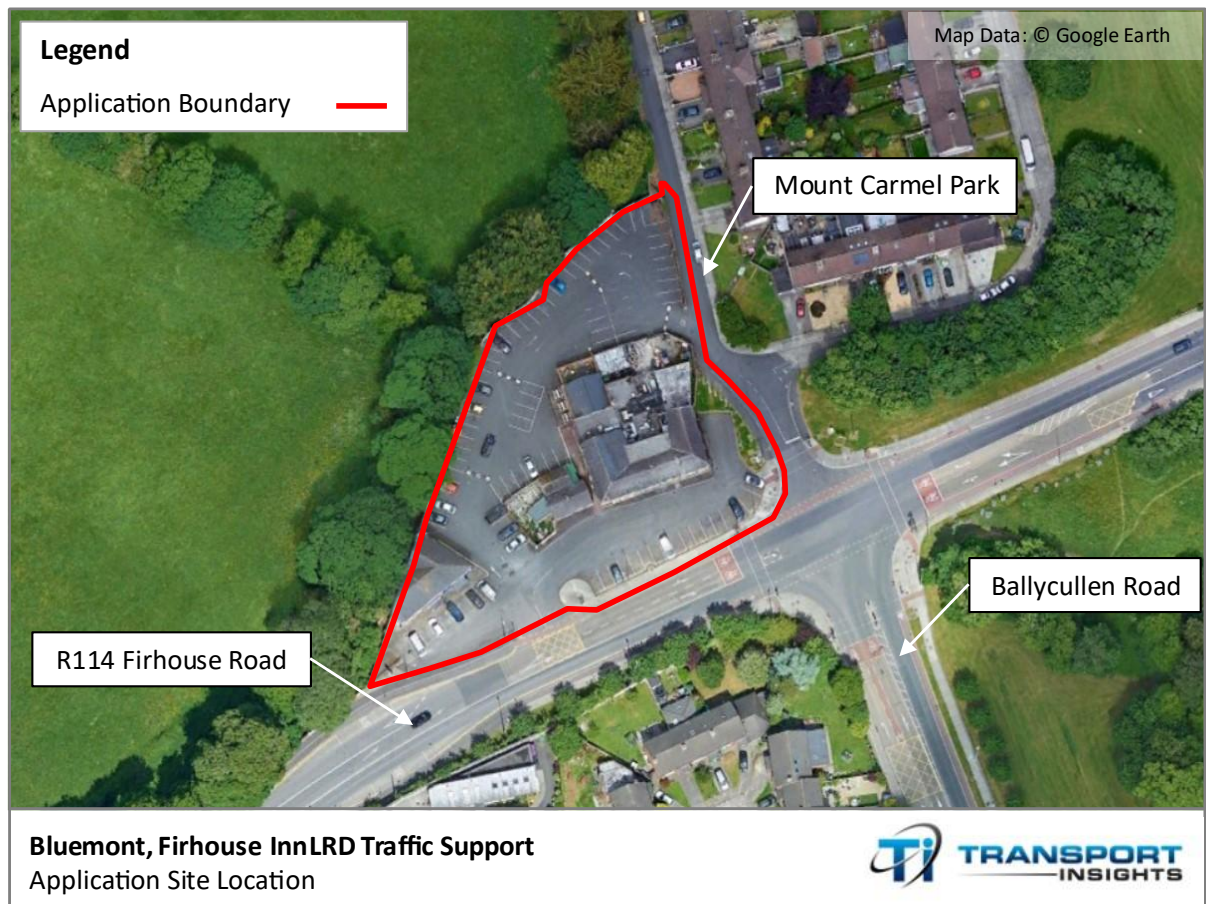 Legend
Application Boundary
Map Data: © Google Earth
Mount Carmel Park
Ballycullen Road
R114 Firhouse Road
Bluemont, Firhouse InnLRD Traffic Support
Application Site Location
Ti TRANSPORT
INSIGHTS